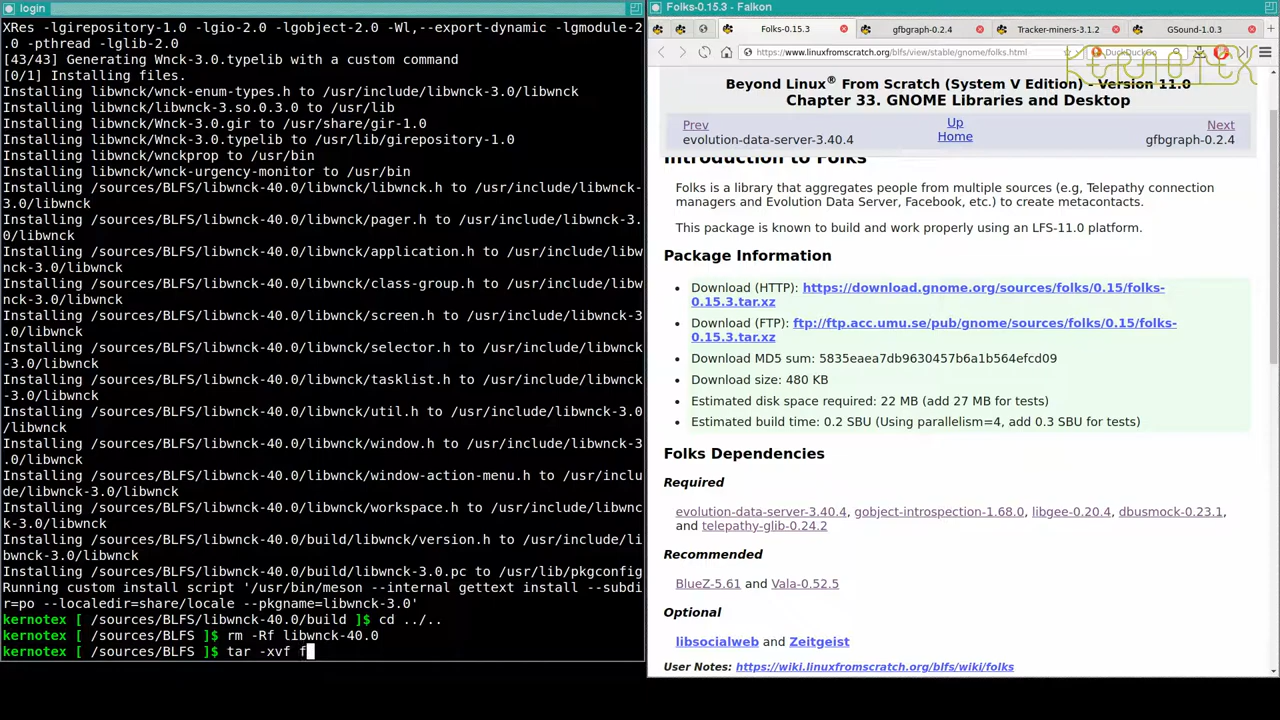 login
XRes -lgirepository-1.0 -lgio-2.0 -lgobject-2.0 -Wl,--export-dynamic -lgmodule-2
.0 -pthread -lglib-2.0
[43/43] Generating Wnck-3.0.typelib with a custom command
[0/1] Installing files.
Installing libwnck/wnck-enum-types.h to /usr/include/libwnck-3.0/libwnck
Installing libwnck/libwnck-3.so.0.3.0 to /usr/lib
Installing libwnck/Wnck-3.0.gir to /usr/share/gir-1.0
Installing libwnck/Wnck-3.0.typelib to /usr/lib/girepository-1.0
Installing libwnck/wnckprop to /usr/bin
Installing libwnck/wnck-urgency-monitor to /usr/bin
Installing /sources/BLFS/libwnck-40.0/libwnck/libwnck.h to /usr/include/libwnck-
3.0/libwnck
Installing /sources/BLFS/libwnck-40.0/libwnck/pager.h to /usr/include/libwnck-3.
0/libwnck
Installing /sources/BLFS/libwnck-40.0/libwnck/application.h to /usr/include/libw
nck-3.0/libwnck
Installing /sources/BLFS/libwnck-40.0/libwnck/class-group.h to /usr/include/libw
nck-3.0/libwnck
Installing /sources/BLFS/libwnck-40.0/libwnck/screen.h to /usr/include/libwnck-3
.0/libwnck
Installing /sources/BLFS/libwnck-40.0/libwnck/selector.h to /usr/include/libwnck
-3.0/libwnck
Installing /sources/BLFS/libwnck-40.0/libwnck/tasklist.h to /usr/include/libwnck
-3.0/libwnck
Installing /sources/BLFS/libwnck-40.0/libwnck/util.h to /usr/include/libwnck-3.0
/libwnck
Installing /sources/BLFS/libwnck-40.0/libwnck/window.h to /usr/include/libwnck-3
.0/libwnck
Installing /sources/BLFS/libwnck-40.0/libwnck/window-action-menu.h to /usr/inclu
de/libwnck-3.0/libwnck
Installing /sources/BLFS/libwnck-40.0/libwnck/workspace.h to /usr/include/libwnc
k-3.0/libwnck
Installing /sources/BLFS/libwnck-40.0/build/libwnck/version.h to /usr/include/li
bwnck-3.0/libwnck
Installing /sources/BLFS/libwnck-40.0/build/libwnck-3.0.pc to /usr/lib/pkgconfig
Running custom install script '/usr/bin/meson --internal gettext install --subdi
r=po --localedir=share/locale --pkgname=libwnck-3.0'
kernotex [ /sources/BLFS/libwnck-40.0/build ]$ cd ../..
kernotex [ /sources/BLFS ]$ rm -Rf libwnck-40.0
kernotex [ /sources/BLFS ]$ tar -xvf f
Folks-0.15.3 - Falkon
Folks-0.15.3
gfbgraph-0.2.4
Tracker-miners-3.1.2
GSound-1.0.3
https://www.linuxfromscratch.org/blfs/view/stable/gnome/folks.html
DuckDuckGo
KERNOTEX
Beyond Linux® From Scratch (System V Edition) - Version 11.0
Chapter 33. GNOME Libraries and Desktop
Prev
Up
Next
evolution-data-server-3.40.4
Home
gfbgraph-0.2.4
Introduction to Folks
Folks is a library that aggregates people from multiple sources (e.g, Telepathy connection
managers and Evolution Data Server, Facebook, etc.) to create metacontacts.
This package is known to build and work properly using an LFS-11.0 platform.
Package Information
Download (HTTP): https://download.gnome.org/sources/folks/0.15/folks-
0.15.3.tar.xz
Download (FTP): ftp://ftp.acc.umu.se/pub/gnome/sources/folks/0.15/folks-
0.15.3.tar.xz
Download MD5 sum: 5835eaea7db9630457b6a1b564efcd09
Download size: 480 KB
Estimated disk space required: 22 MB (add 27 MB for tests)
Estimated build time: 0.2 SBU (Using parallelism=4, add 0.3 SBU for tests)
Folks Dependencies
Required
evolution-data-server-3.40.4, gobject-introspection-1.68.0, libgee-0.20.4, dbusmock-0.23.1,
and telepathy-glib-0.24.2
Recommended
BlueZ-5.61 and Vala-0.52.5
Optional
libsocialweb and Zeitgeist
User Notes: https://wiki.linuxfromscratch.org/blfs/wiki/folks